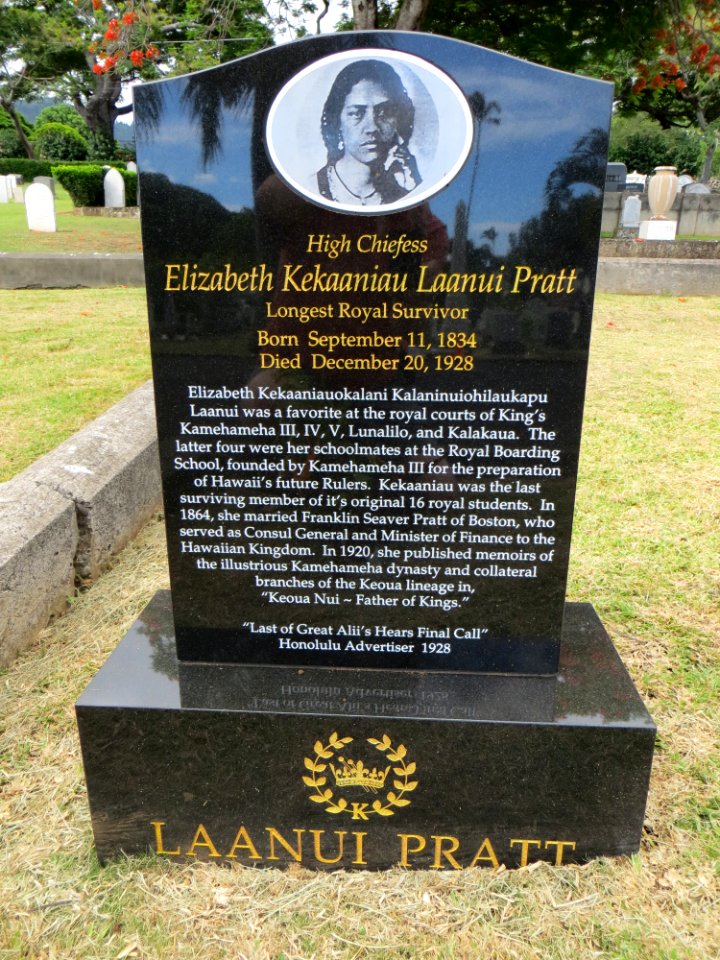 High Chiefess
Elizabeth Kekaaniau Laanui Pratt
Longest Royal Survivor
Born September 11, 1834
Died December 20, 1928
Elizabeth Kekaaniauokalani Kalaninuiohilaukapu
Laanui was a favorite at the royal courts of King's
Kamehameha III, IV, V, Lunalilo, and Kalakaua. The
latter four were her schoolmates at the Royal Boarding
School, founded by Kamehameha III for the preparation
of Hawaii's future Rulers. Kekaaniau was the last
surviving member of it's original 16 royal students. In
1864, she married Franklin Seaver Pratt of Boston, who
served as Consul General and Minister of Finance to the
Hawaiian Kingdom. In 1920, she published memoirs of
the illustrious Kamehameha dynasty and collateral
branches of the Keoua lineage in,
"Keoua Nui ~ Father of Kings."
"Last of Great Alii's Hears Final Call"
Honolulu Advertiser 1928
K
LAANUI PRATT